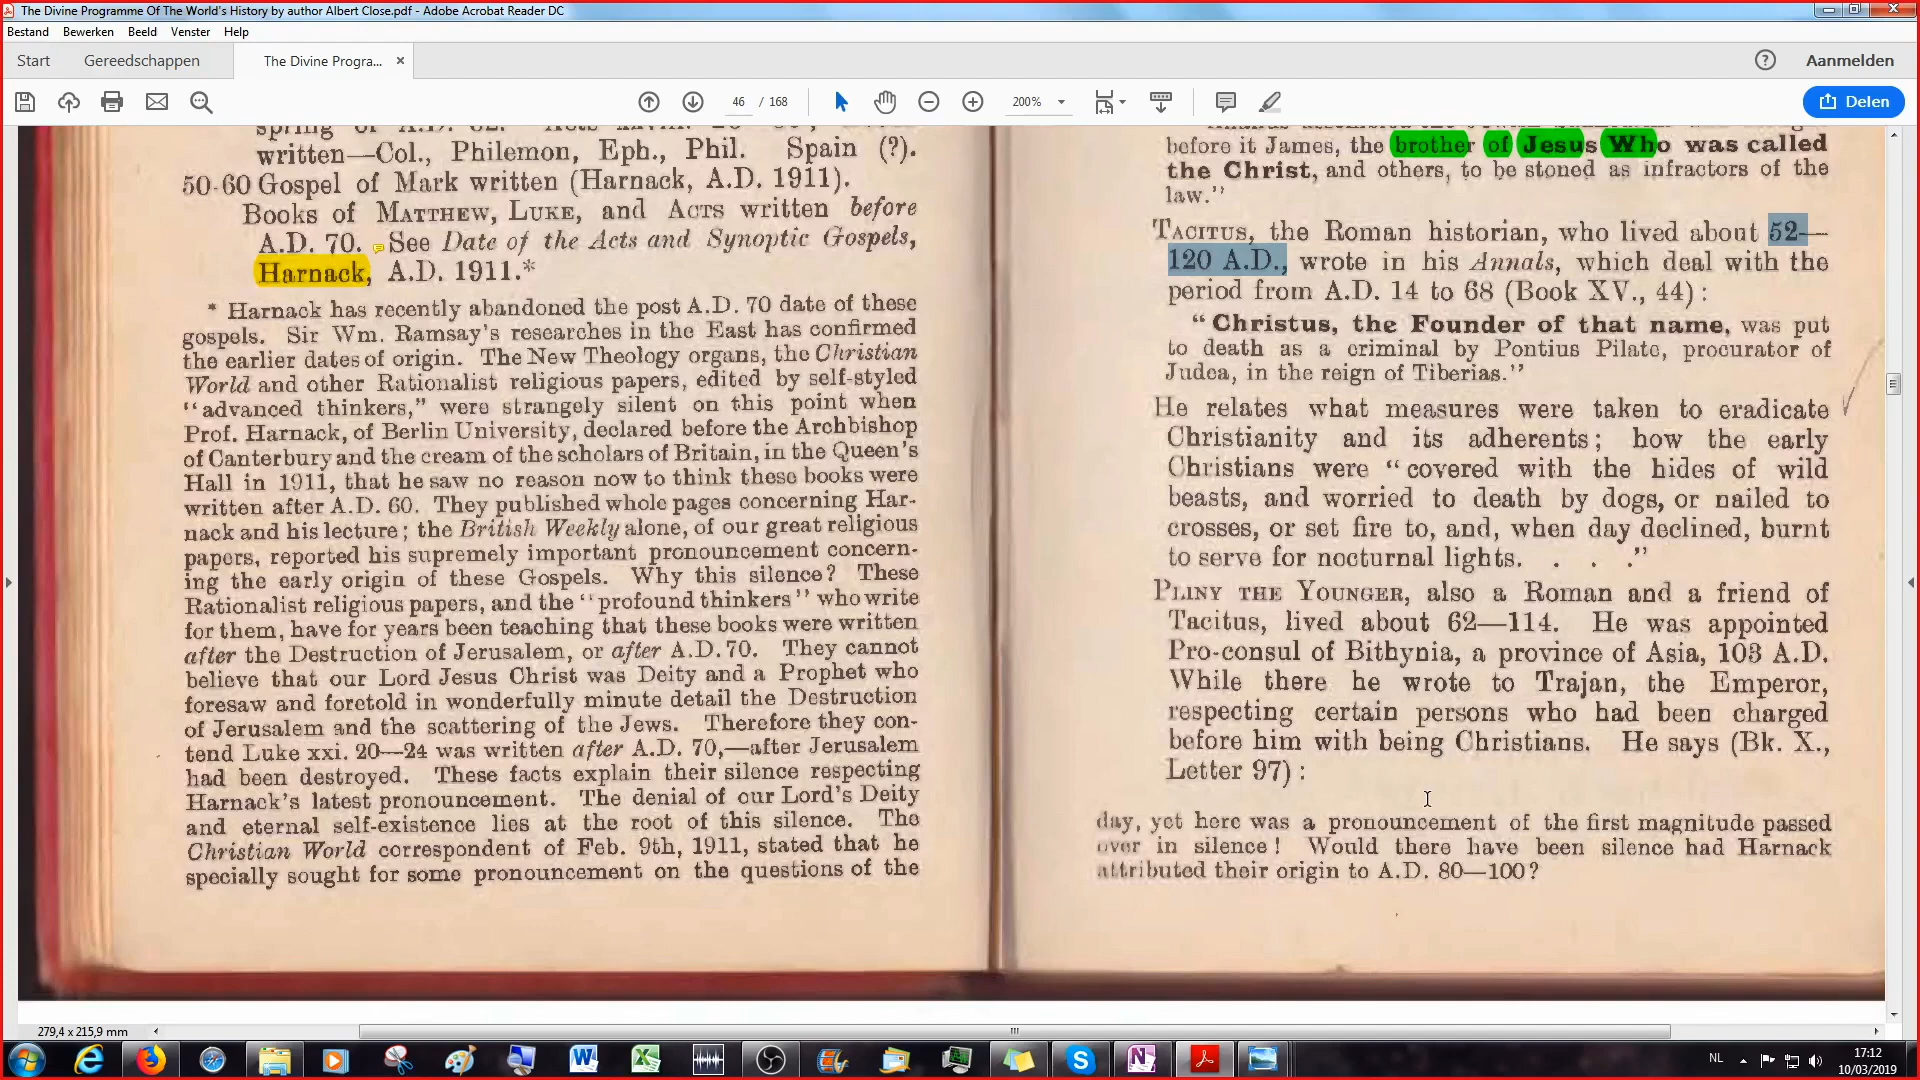 The Divine Programme Of The World's History by author Albert Close.pdf - Adobe Acrobat Reader DC
Bestand Bewerken Beeld Venster Help
Start Gereedschappen The Divine Progra... × Aanmelden
46 / 168 200% Delen
written—Col., Philemon, Eph., Phil. Spain (?).
50-60 Gospel of Mark written (Harnack, A.D. 1911).
Books of MATTHEW, LUKE, and ACTS written before
A.D. 70. See Date of the Acts and Synoptic Gospels,
Harnack, A.D. 1911.*
* Harnack has recently abandoned the post A.D. 70 date of these
gospels. Sir Wm. Ramsay's researches in the East has confirmed
the earlier dates of origin. The New Theology organs, the Christian
World and other Rationalist religious papers, edited by self-styled
"advanced thinkers," were strangely silent on this point when
Prof. Harnack, of Berlin University, declared before the Archbishop
of Canterbury and the cream of the scholars of Britain, in the Queen's
Hall in 1911, that he saw no reason now to think these books were
written after A.D. 60. They published whole pages concerning Har-
nack and his lecture; the British Weekly alone, of our great religious
papers, reported his supremely important pronouncement concern-
ing the early origin of these Gospels. Why this silence? These
Rationalist religious papers, and the "profound thinkers" who write
for them, have for years been teaching that these books were written
after the Destruction of Jerusalem, or after A.D. 70. They cannot
believe that our Lord Jesus Christ was Deity and a Prophet who
foresaw and foretold in wonderfully minute detail the Destruction
of Jerusalem and the scattering of the Jews. Therefore they con-
tend Luke xxi. 20—24 was written after A.D. 70,—after Jerusalem
had been destroyed. These facts explain their silence respecting
Harnack's latest pronouncement. The denial of our Lord's Deity
and eternal self-existence lies at the root of this silence. The
Christian World correspondent of Feb. 9th, 1911, stated that he
specially sought for some pronouncement on the questions of the
before it James, the brother of Jesus Who was called
the Christ, and others, to be stoned as infractors of the
law."
TACITUS, the Roman historian, who lived about 52—
120 A.D., wrote in his Annals, which deal with the
period from A.D. 14 to 68 (Book XV., 44) :
"Christus, the Founder of that name, was put
to death as a criminal by Pontius Pilate, procurator of
Judea, in the reign of Tiberias."
He relates what measures were taken to eradicate
Christianity and its adherents; how the early
Christians were "covered with the hides of wild
beasts, and worried to death by dogs, or nailed to
crosses, or set fire to, and, when day declined, burnt
to serve for nocturnal lights. . . ."
PLINY THE YOUNGER, also a Roman and a friend of
Tacitus, lived about 62—114. He was appointed
Pro-consul of Bithynia, a province of Asia, 103 A.D.
While there he wrote to Trajan, the Emperor,
respecting certain persons who had been charged
before him with being Christians. He says (Bk. X.,
Letter 97) :
day, yet here was a pronouncement of the first magnitude passed
over in silence! Would there have been silence had Harnack
attributed their origin to A.D. 80—100?
279,4 x 215,9 mm
NL 17:12
10/03/2019